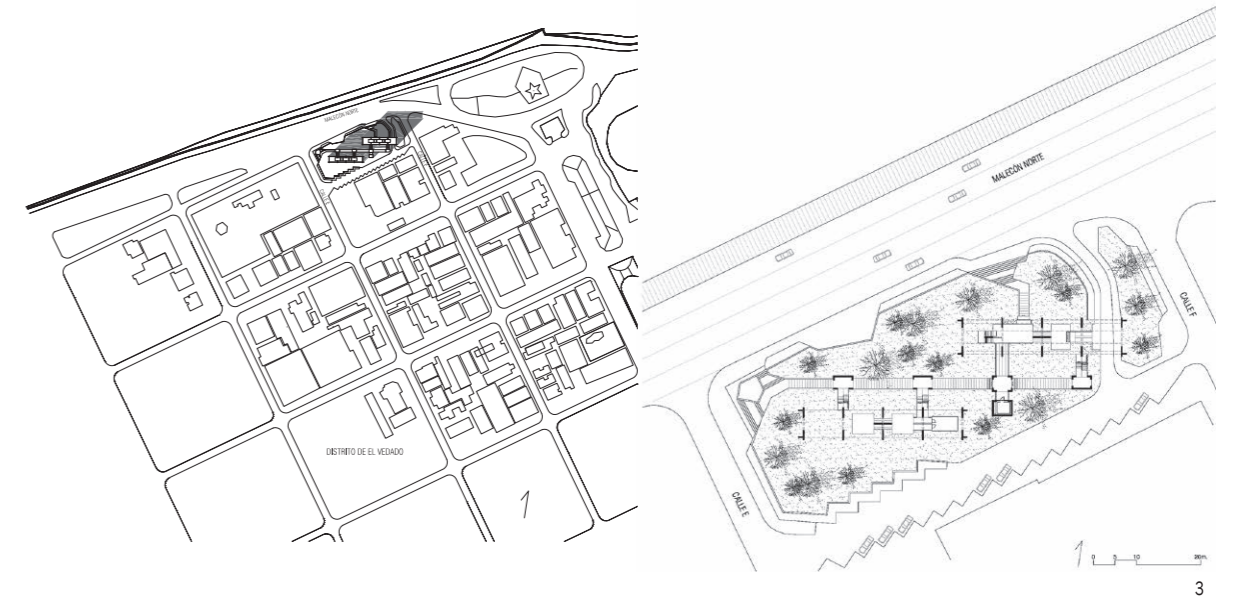 MALECÓN NORTE
DISTRITO DE EL VEDADO
MALECÓN NORTE
CALLE F
CALLE E
0 5 10 20m.
3